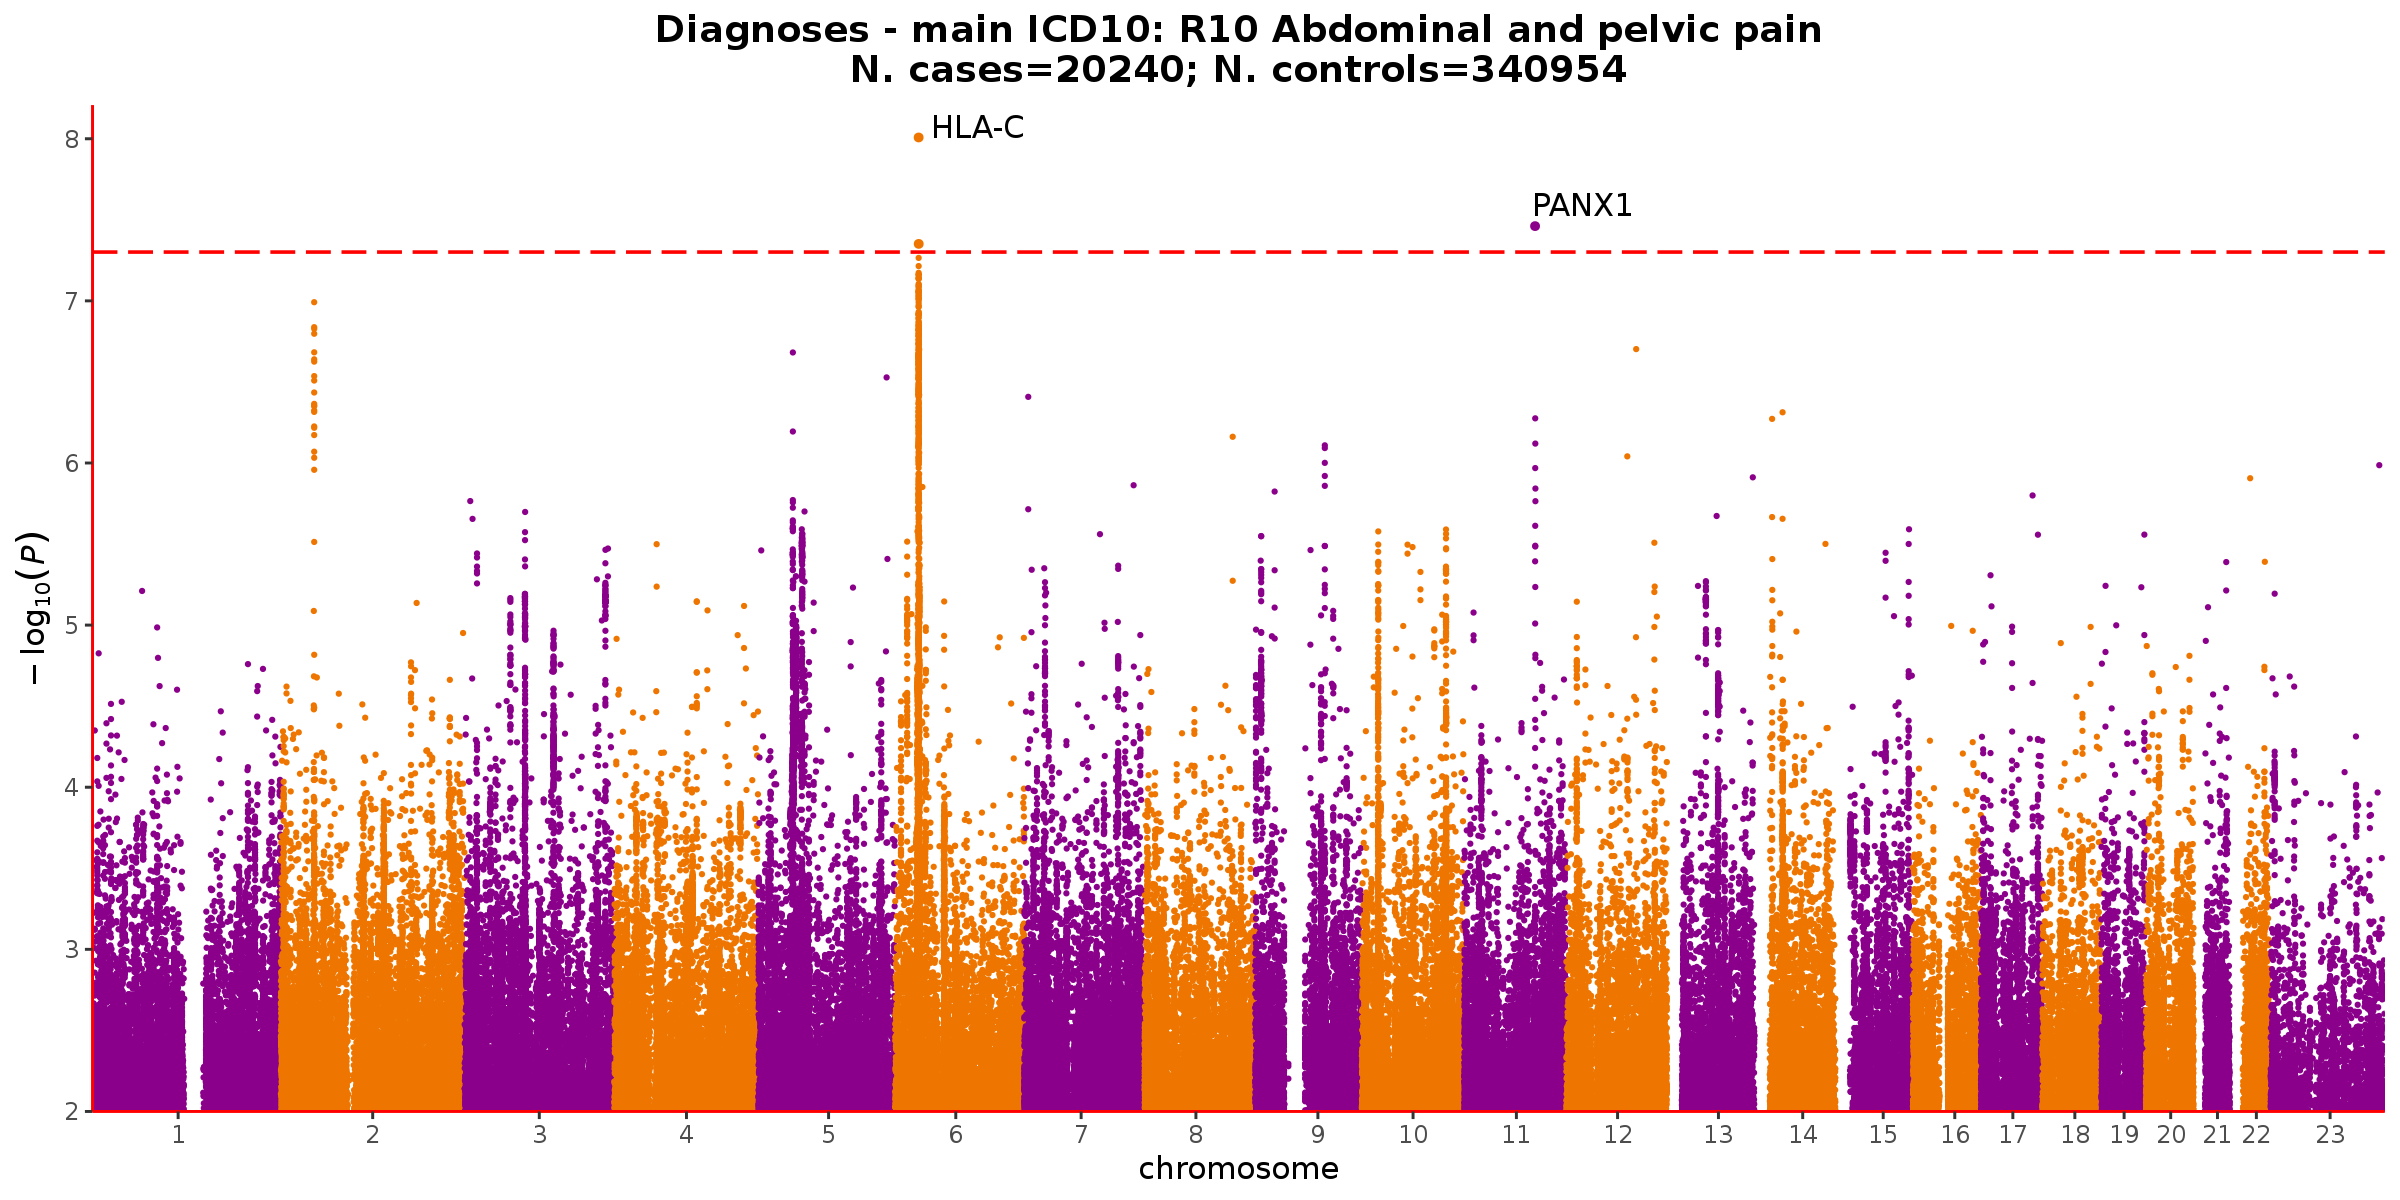 Diagnoses - main ICD10: R10 Abdominal and pelvic pain
N. cases=20240; N. controls=340954
HLA-C
PANX1
8
7
6
5
4
3
2
−log₁₀(P)
1 2 3 4 5 6 7 8 9 10 11 12 13 14 15 16 17 18 19 20 21 22 23
chromosome